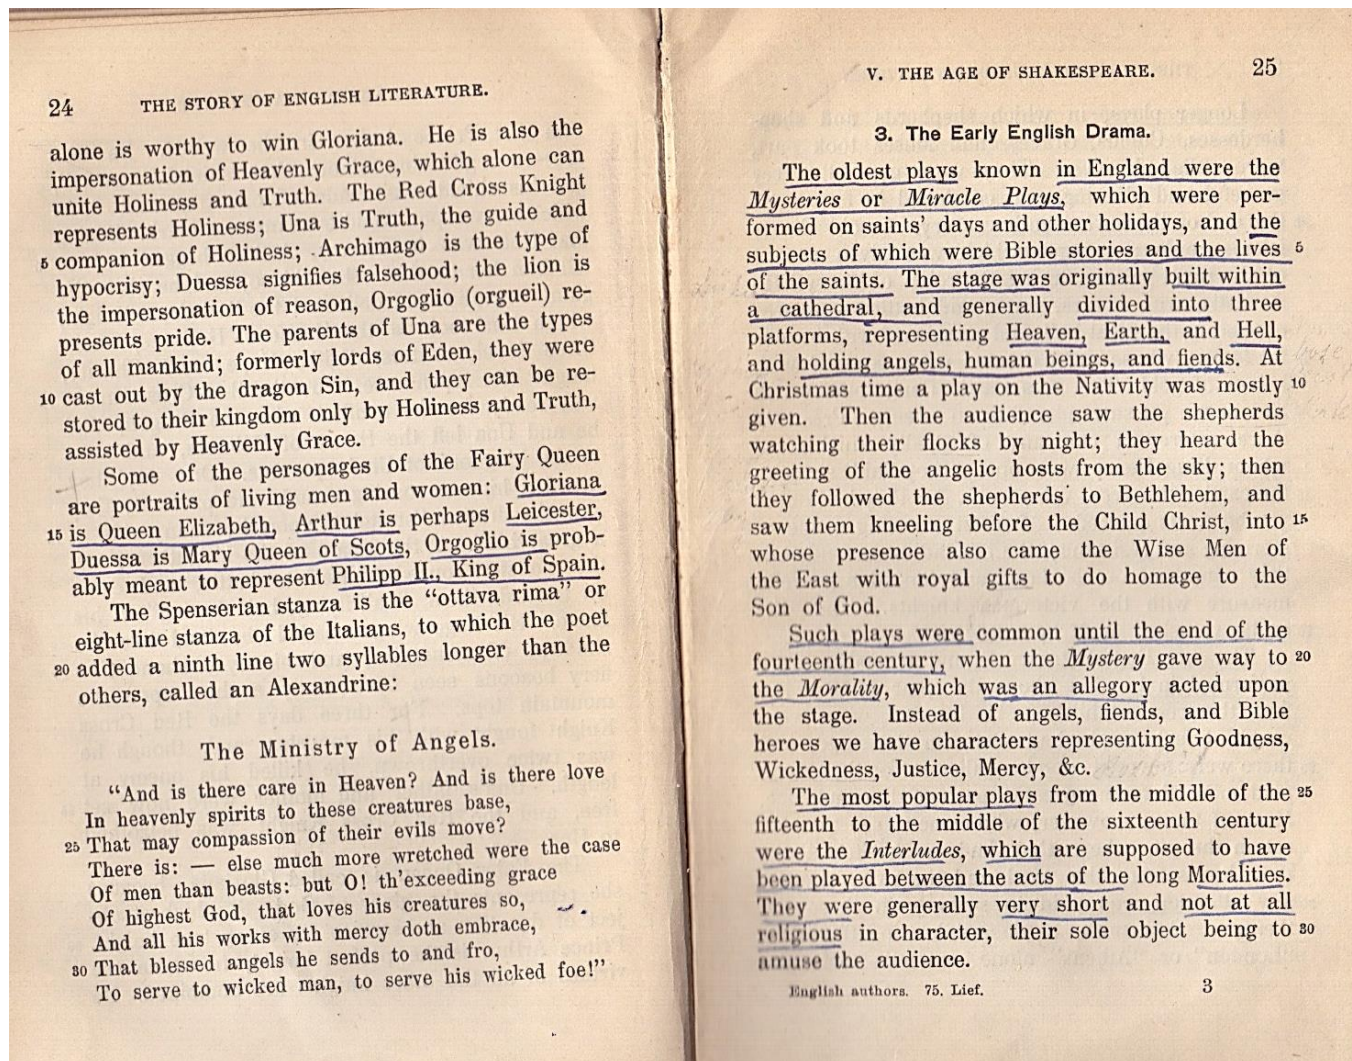 24 THE STORY OF ENGLISH LITERATURE.
alone is worthy to win Gloriana. He is also the
impersonation of Heavenly Grace, which alone can
unite Holiness and Truth. The Red Cross Knight
represents Holiness; Una is Truth, the guide and
5 companion of Holiness; Archimago is the type of
hypocrisy; Duessa signifies falsehood; the lion is
the impersonation of reason, Orgoglio (orgueil) re-
presents pride. The parents of Una are the types
of all mankind; formerly lords of Eden, they were
10 cast out by the dragon Sin, and they can be re-
stored to their kingdom only by Holiness and Truth,
assisted by Heavenly Grace.
Some of the personages of the Fairy Queen
are portraits of living men and women: Gloriana
15 is Queen Elizabeth, Arthur is perhaps Leicester,
Duessa is Mary Queen of Scots, Orgoglio is prob-
ably meant to represent Philipp II., King of Spain.
The Spenserian stanza is the “ottava rima” or
eight-line stanza of the Italians, to which the poet
20 added a ninth line two syllables longer than the
others, called an Alexandrine:
The Ministry of Angels.
“And is there care in Heaven? And is there love
In heavenly spirits to these creatures base,
25 That may compassion of their evils move?
There is: — else much more wretched were the case
Of men than beasts: but O! th’exceeding grace
Of highest God, that loves his creatures so,
And all his works with mercy doth embrace,
30 That blessed angels he sends to and fro,
To serve to wicked man, to serve his wicked foe!”
V. THE AGE OF SHAKESPEARE. 25
3. The Early English Drama.
The oldest plays known in England were the
Mysteries or Miracle Plays, which were per-
formed on saints’ days and other holidays, and the
subjects of which were Bible stories and the lives 5
of the saints. The stage was originally built within
a cathedral, and generally divided into three
platforms, representing Heaven, Earth, and Hell,
and holding angels, human beings, and fiends. At
Christmas time a play on the Nativity was mostly 10
given. Then the audience saw the shepherds
watching their flocks by night; they heard the
greeting of the angelic hosts from the sky; then
they followed the shepherds to Bethlehem, and
saw them kneeling before the Child Christ, into 15
whose presence also came the Wise Men of
the East with royal gifts to do homage to the
Son of God.
Such plays were common until the end of the
fourteenth century, when the Mystery gave way to 20
the Morality, which was an allegory acted upon
the stage. Instead of angels, fiends, and Bible
heroes we have characters representing Goodness,
Wickedness, Justice, Mercy, &c.
The most popular plays from the middle of the 25
fifteenth to the middle of the sixteenth century
were the Interludes, which are supposed to have
been played between the acts of the long Moralities.
They were generally very short and not at all
religious in character, their sole object being to 30
amuse the audience.
English authors. 75. Lief. 3